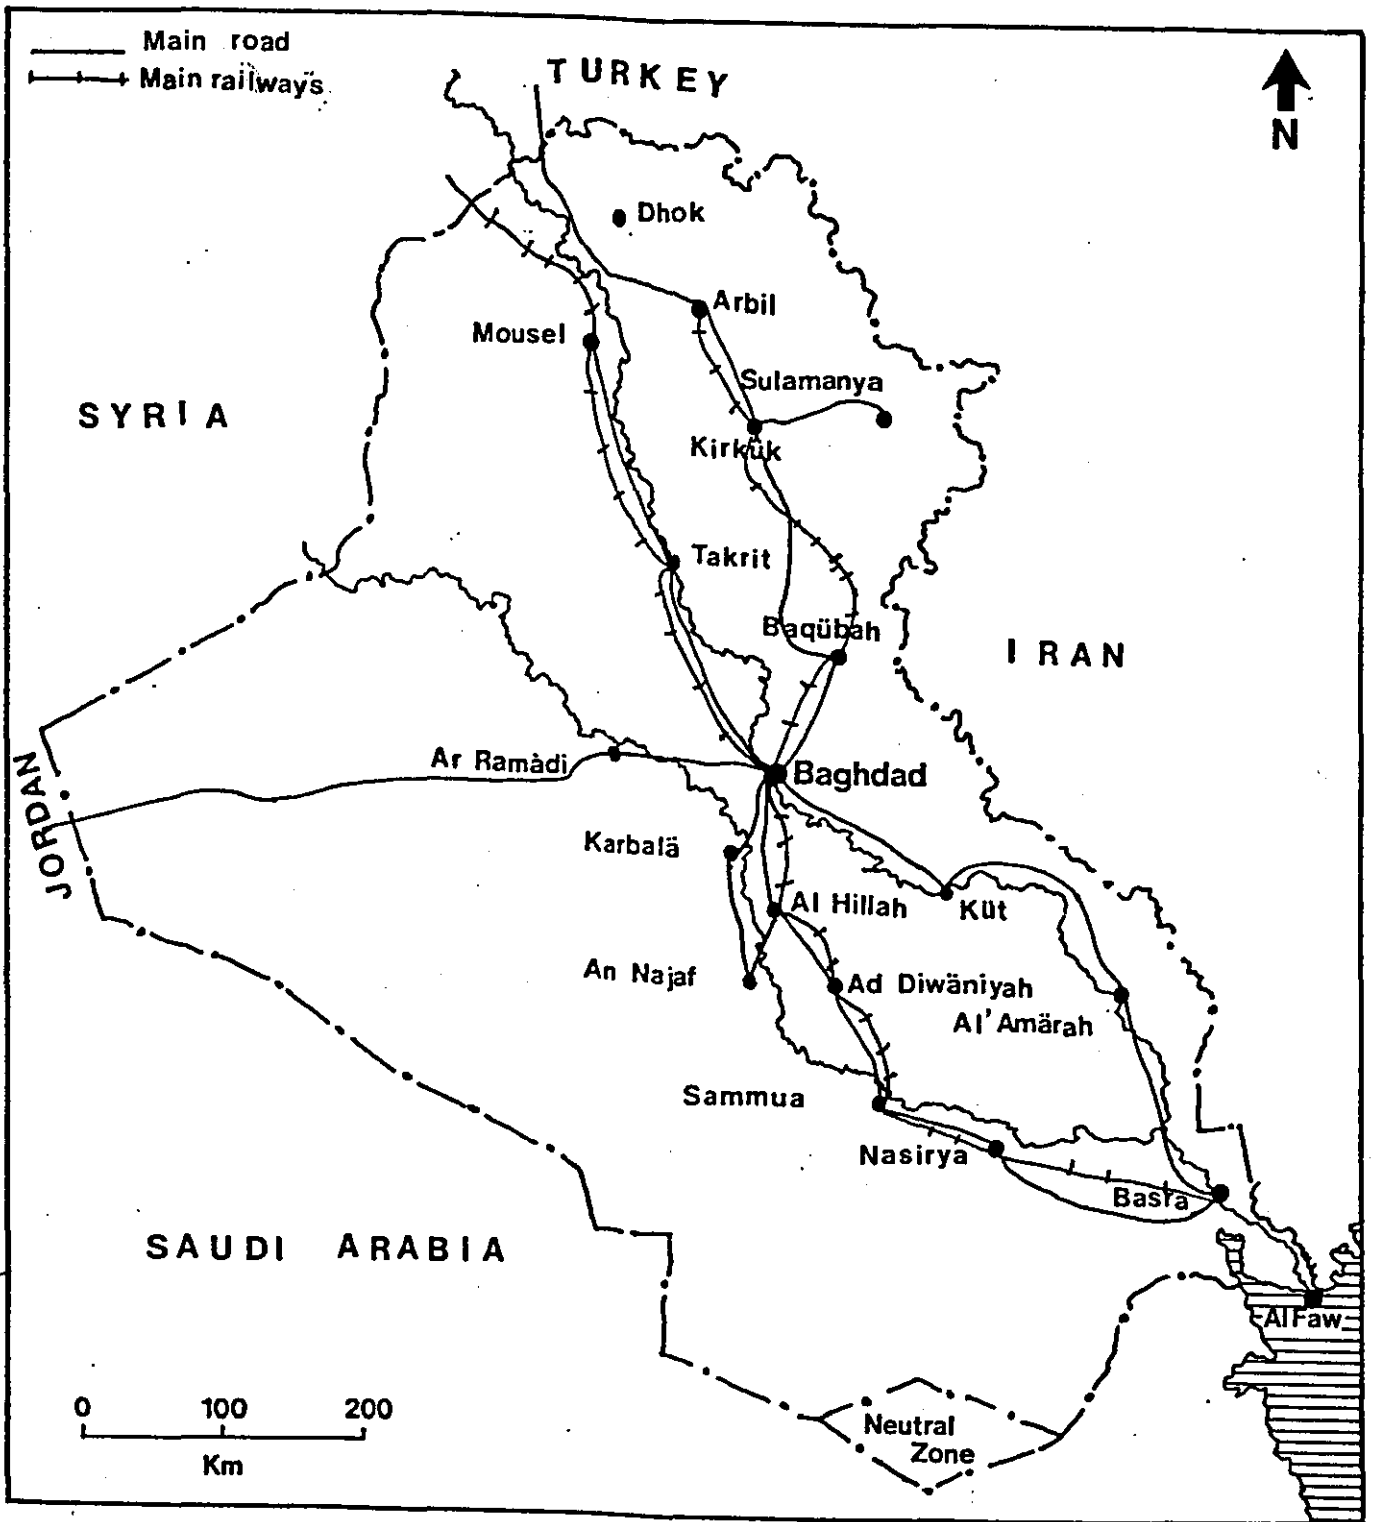 Main road
Main railways
TURKEY
N
Dhok
Arbil
Mousel
Sulamanya
SYRIA
Kirkük
Takrit
Baqübah
IRAN
JORDAN
Ar Ramàdi
Baghdad
Karbalä
Al Hillah
Küt
An Najaf
Ad Diwäniyah
Al'Amärah
Sammua
Nasirya
Basra
SAUDI ARABIA
Al Faw
0 100 200
Km
Neutral
Zone